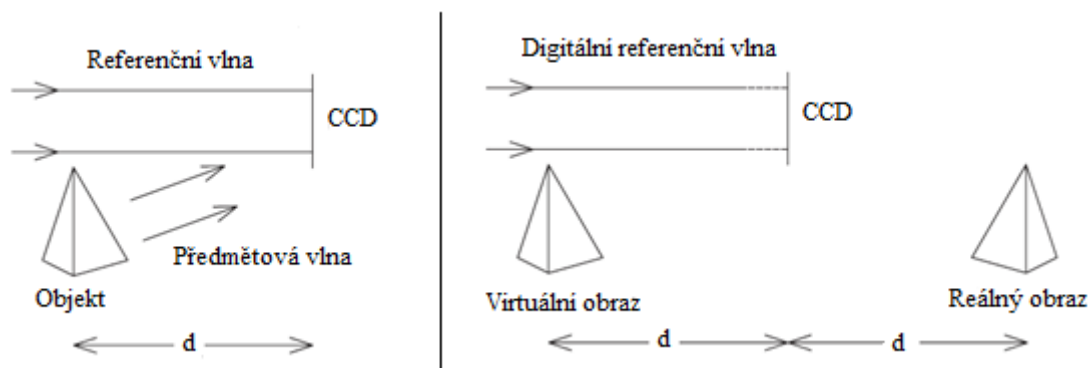 Referenční vlna
CCD
Předmětová vlna
Objekt
d
Digitální referenční vlna
CCD
Virtuální obraz
Reálný obraz
d
d